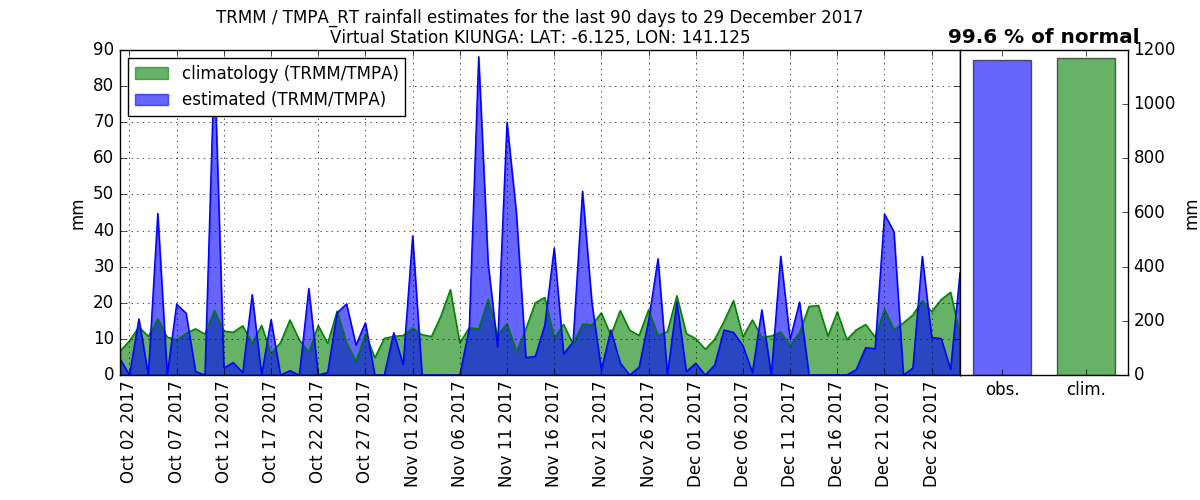 TRMM / TMPA_RT rainfall estimates for the last 90 days to 29 December 2017
Virtual Station KIUNGA: LAT: -6.125, LON: 141.125
99.6 % of normal
climatology (TRMM/TMPA)
estimated (TRMM/TMPA)
90
80
70
60
50
40
30
20
10
0
mm
1200
1000
800
600
400
200
0
mm
Oct 02 2017
Oct 07 2017
Oct 12 2017
Oct 17 2017
Oct 22 2017
Oct 27 2017
Nov 01 2017
Nov 06 2017
Nov 11 2017
Nov 16 2017
Nov 21 2017
Nov 26 2017
Dec 01 2017
Dec 06 2017
Dec 11 2017
Dec 16 2017
Dec 21 2017
Dec 26 2017
obs.
clim.